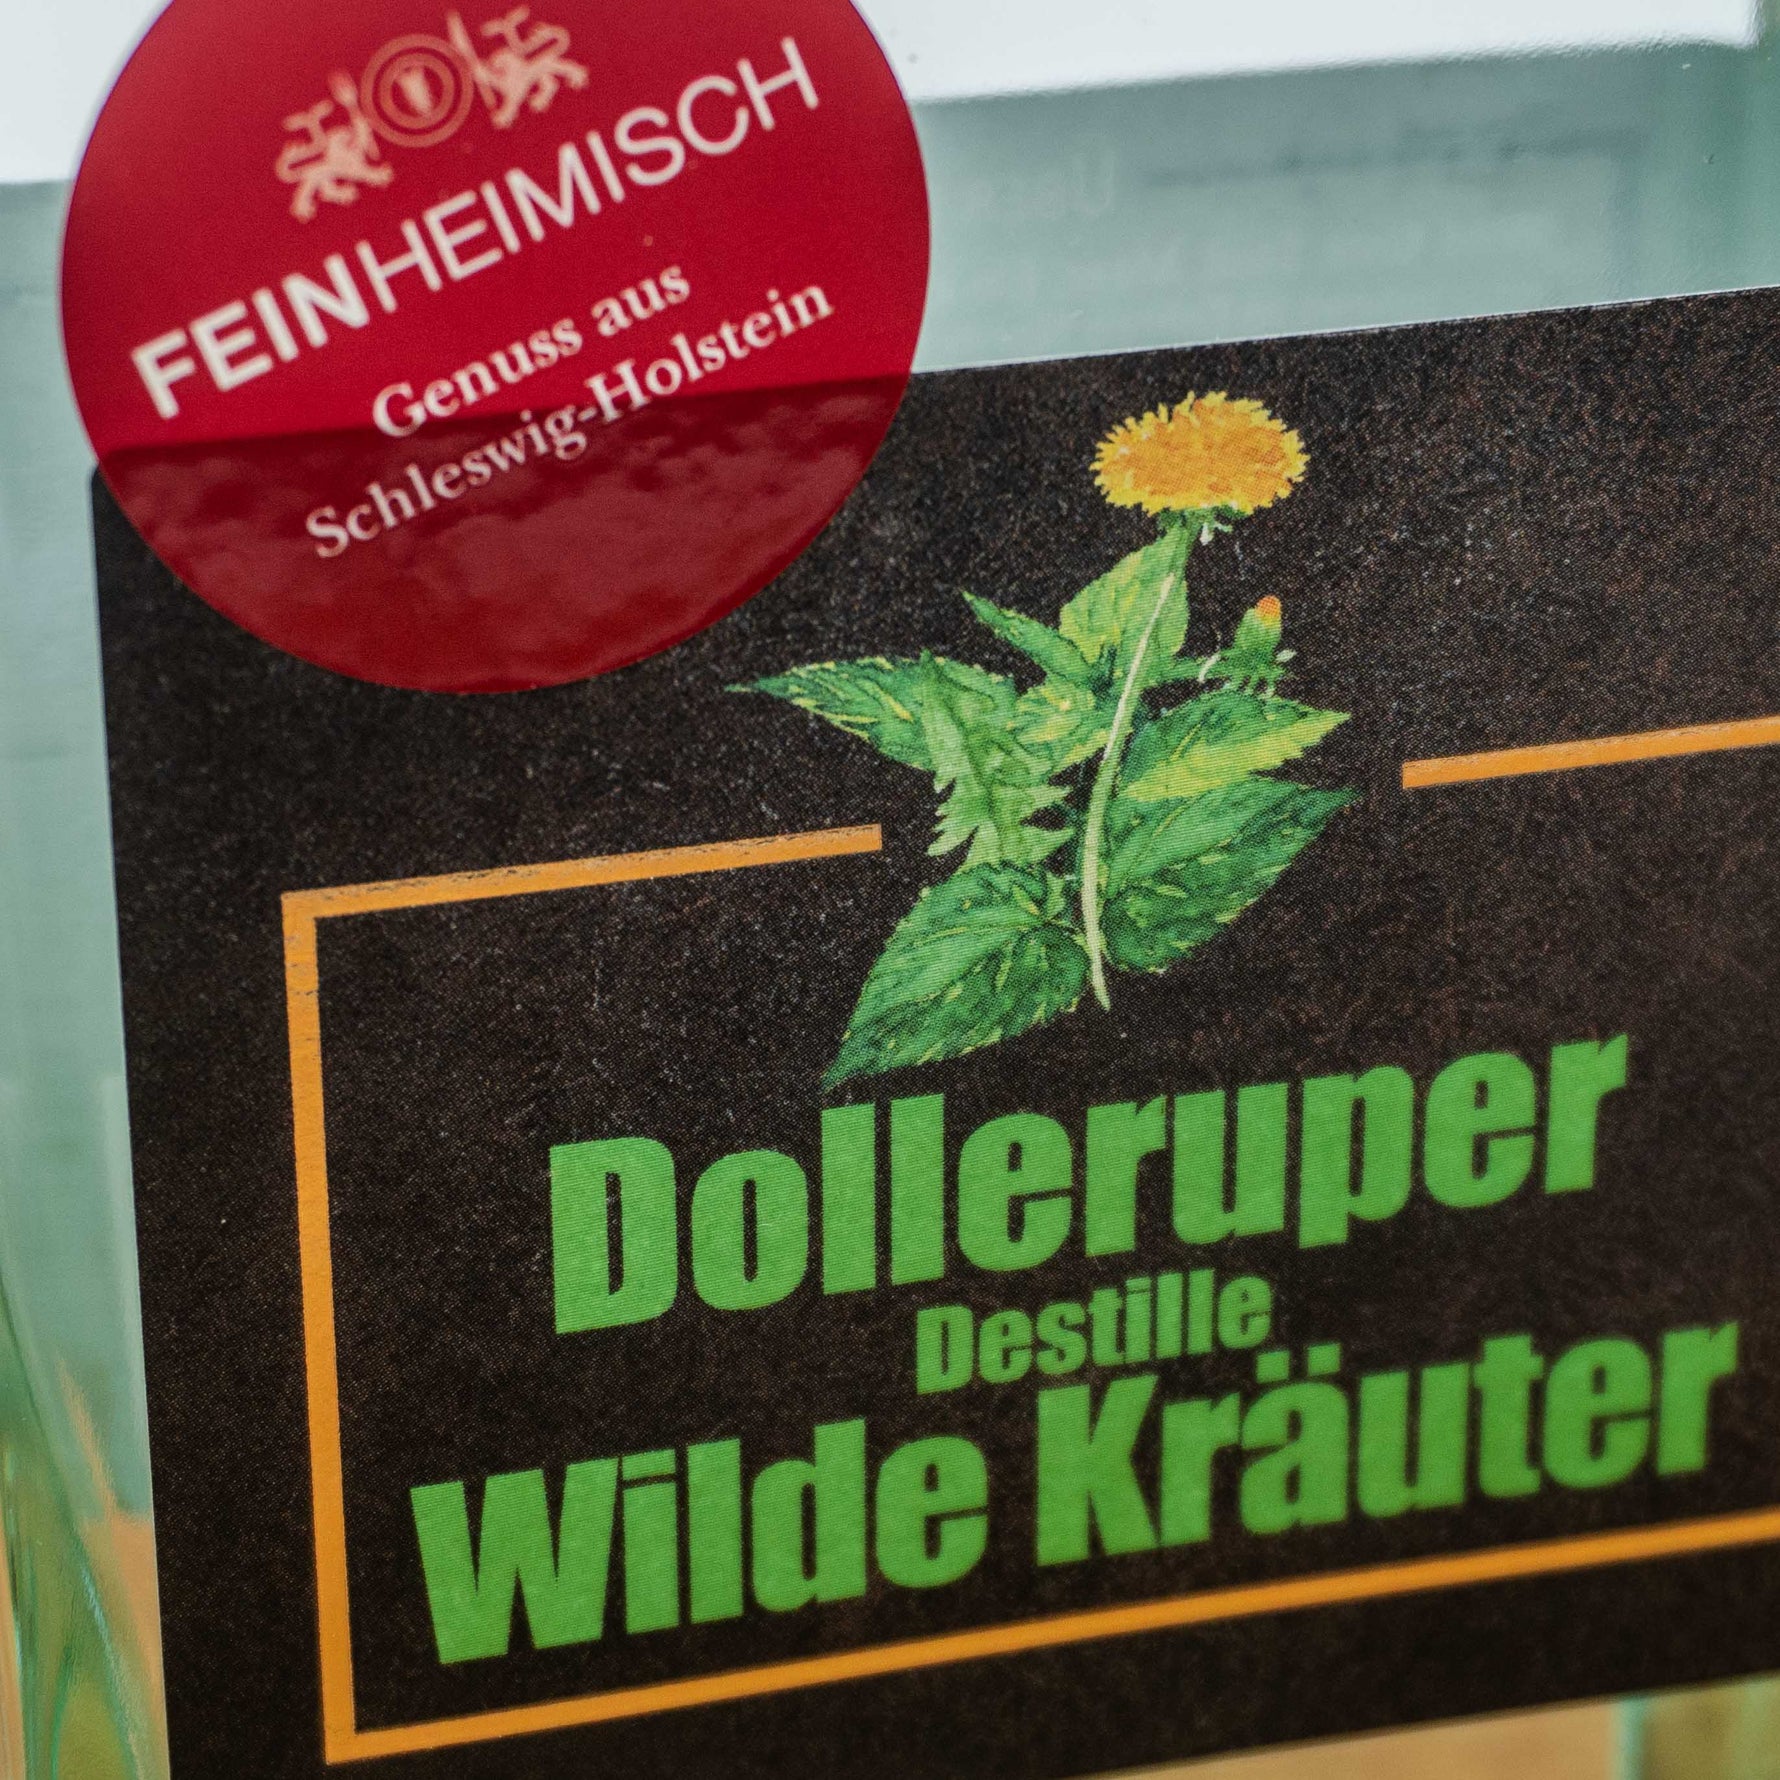 FEINHEIMISCH
Genuss aus
Schleswig-Holstein
Dolleruper
Destille
Wilde Kräuter